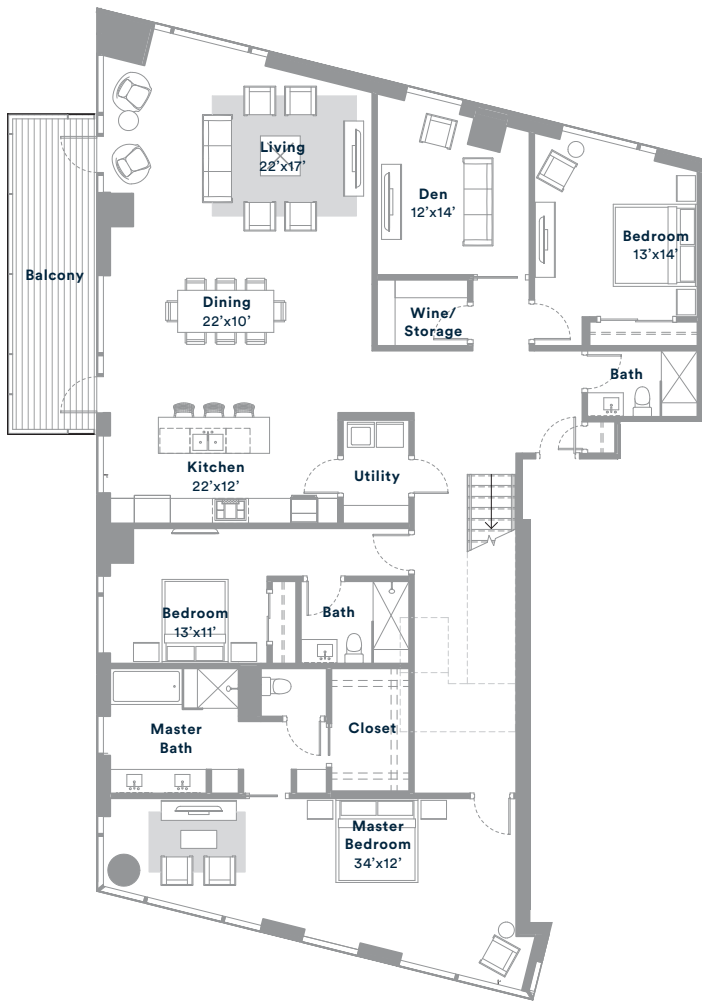 Living
22'x17'
Den
12'x14'
Bedroom
13'x14'
Balcony
Dining
22'x10'
Wine/
Storage
Bath
Kitchen
22'x12'
Utility
Bedroom
13'x11'
Bath
Master
Bath
Closet
Master
Bedroom
34'x12'